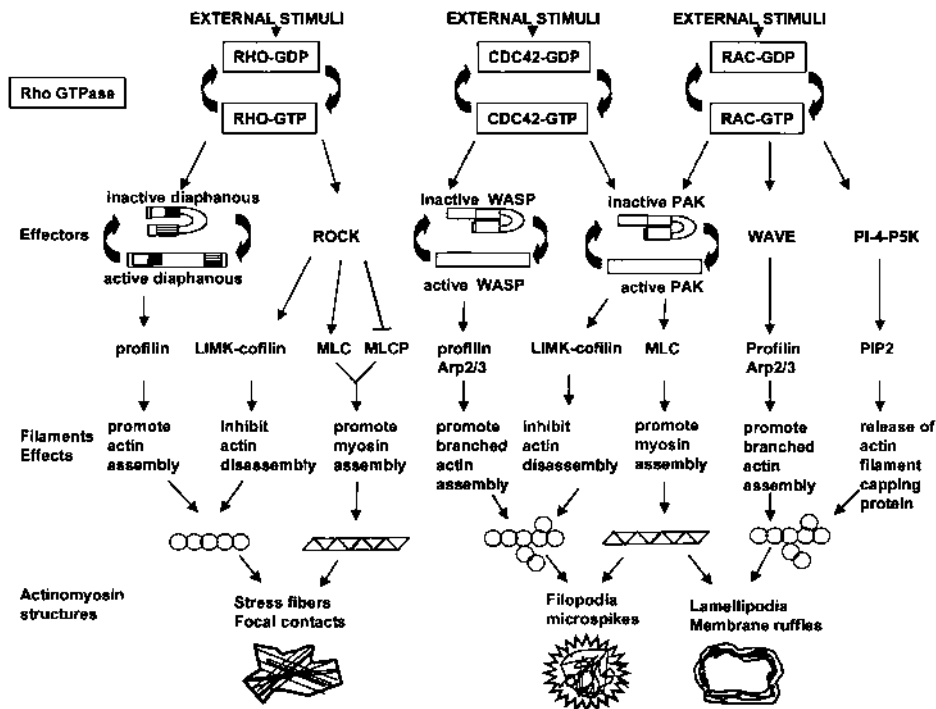 EXTERNAL STIMULI
EXTERNAL STIMULI
EXTERNAL STIMULI
RHO-GDP
CDC42-GDP
RAC-GDP
Rho GTPase
RHO-GTP
CDC42-GTP
RAC-GTP
inactive diaphanous
inactive WASP
inactive PAK
Effectors
ROCK
WAVE
PI-4-P5K
active diaphanous
active WASP
active PAK
profilin
LIMK-cofilin
MLC
MLCP
profilin
Arp2/3
LIMK-cofilin
MLC
Profilin
Arp2/3
PIP2
Filaments
Effects
promote
actin
assembly
Inhibit
actin
disassembly
promote
myosin
assembly
promote
branched
actin
assembly
inhibit
actin
disassembly
promote
myosin
assembly
promote
branched
actin
assembly
release of
actin
filament
capping
protein
Actinomyosin
structures
Stress fibers
Focal contacts
Filopodia
microspikes
Lamellipodia
Membrane ruffles